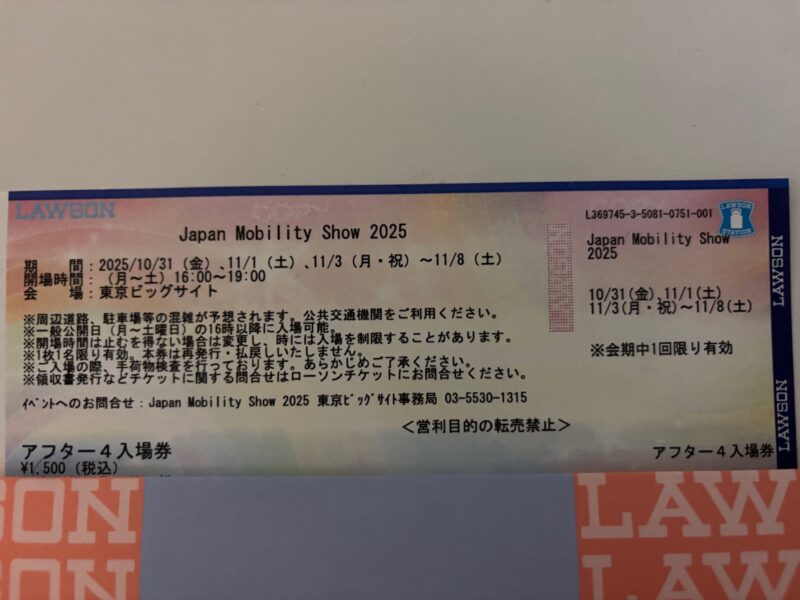 LAWSON
Japan Mobility Show 2025
期　　間：2025/10/31（金）、11/1（土）、11/3（月・祝）～11/8（土）
開場時間：（月～土）16:00～19:00
会　　場：東京ビッグサイト
※周辺道路、駐車場等の混雑が予想されます。公共交通機関をご利用ください。
※一般公開日（月～土曜日）の16時以降に入場可能。
※開場時間は止むを得ない場合は変更し、時には入場を制限することがあります。
※1枚1名限り有効。本券は再発行・払戻しいたしません。
※ご入場の際、手荷物検査を行っております。あらかじめご了承ください。
※領収書発行などチケットに関する問合せはローソンチケットにお問合せください。
ｲﾍﾞﾝﾄへのお問合せ：Japan Mobility Show 2025 東京ﾋﾞｯｸﾞｻｲﾄ事務局 03-5530-1315
＜営利目的の転売禁止＞
アフター４入場券
¥1,500（税込）
L369745-3-5081-0751-001
LAWSON
STATION
Japan Mobility Show
2025
10/31(金)、11/1(土)
11/3(月・祝)～11/8(土)
※会期中1回限り有効
アフター４入場券
LAWSON
LAWSON
SON
LAW
SON
LAW